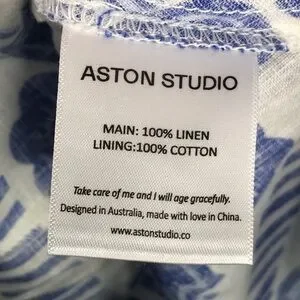 ASTON STUDIO
MAIN: 100% LINEN
LINING:100% COTTON
Take care of me and I will age gracefully.
Designed in Australia, made with love in China.
www.astonstudio.co